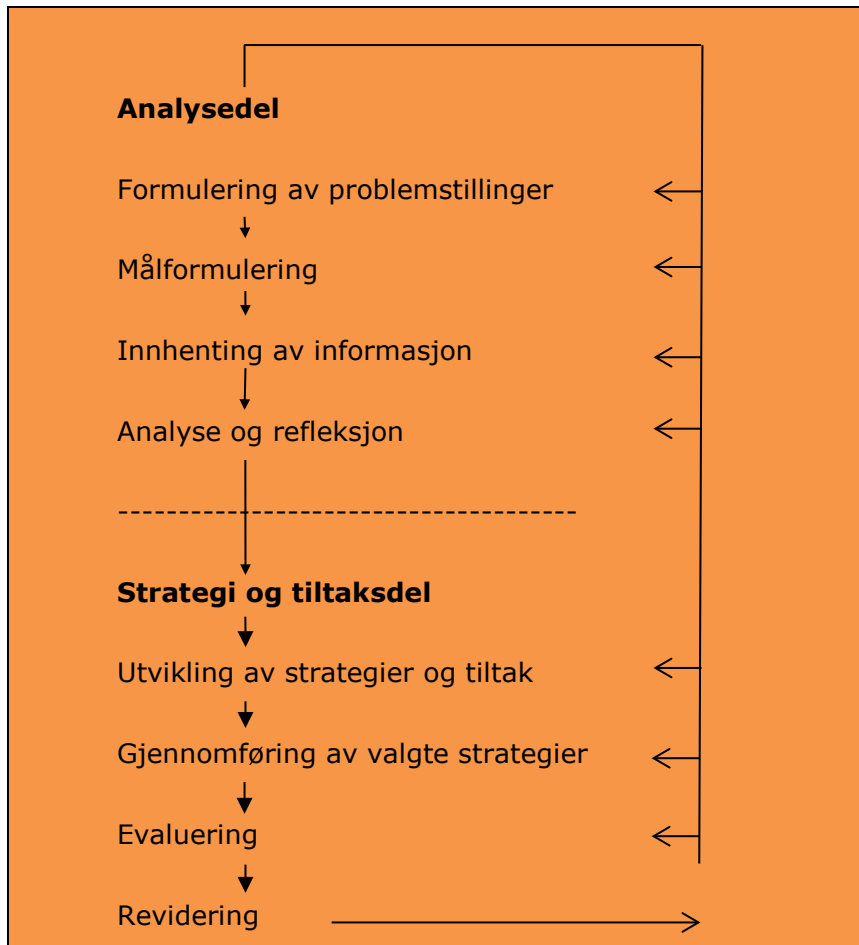 Analysedel
Formulering av problemstillinger
Målformulering
Innhenting av informasjon
Analyse og refleksjon
---------------------------------------
Strategi og tiltaksdel
Utvikling av strategier og tiltak
Gjennomføring av valgte strategier
Evaluering
Revidering